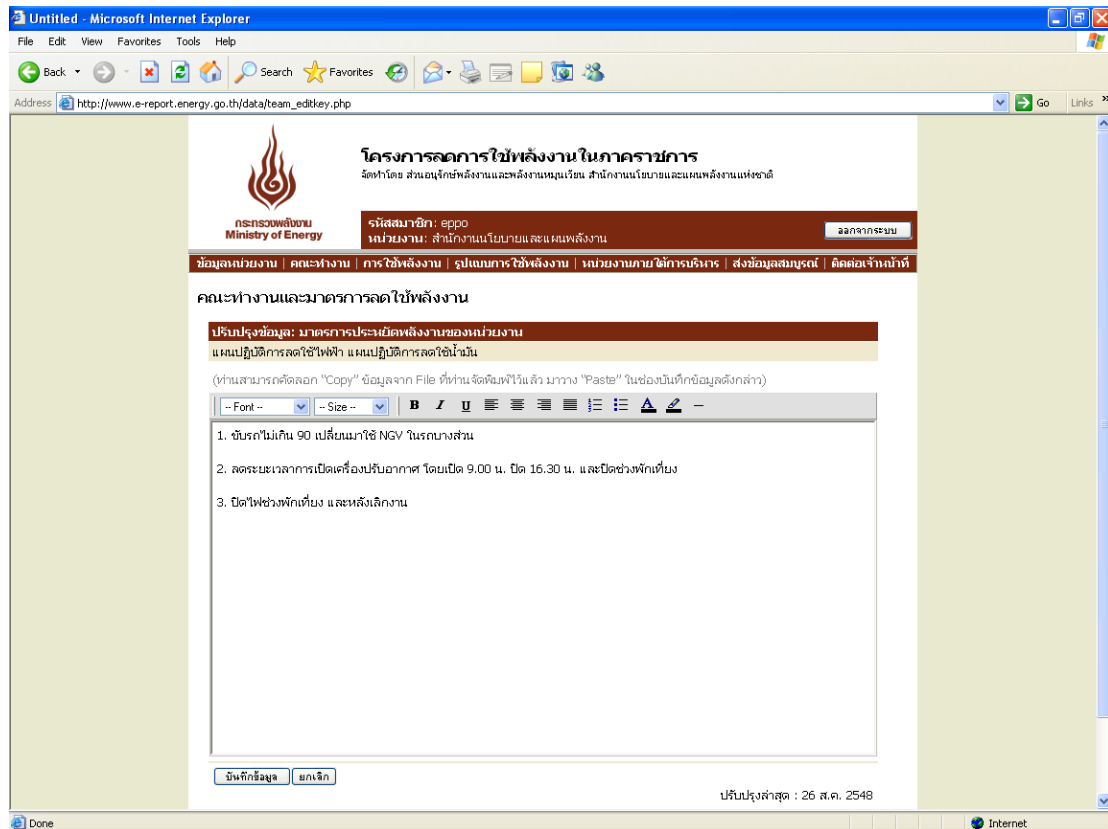 Untitled - Microsoft Internet Explorer
File Edit View Favorites Tools Help
Back Search Favorites
Address http://www.e-report.energy.go.th/data/team_editkey.php Go Links »
โครงการลดการใช้พลังงานในภาคราชการ
จัดทำโดย ส่วนอนุรักษ์พลังงานและพลังงานหมุนเวียน สำนักงานนโยบายและแผนพลังงานแห่งชาติ
กระทรวงพลังงาน
Ministry of Energy
รหัสสมาชิก: eppo
หน่วยงาน: สำนักงานนโยบายและแผนพลังงาน
ออกจากระบบ
ข้อมูลหน่วยงาน | คณะทำงาน | การใช้พลังงาน | รูปแบบการใช้พลังงาน | หน่วยงานภายใต้การบริหาร | ส่งข้อมูลสมบูรณ์ | ติดต่อเจ้าหน้าที่
คณะทำงานและมาตรการลดใช้พลังงาน
ปรับปรุงข้อมูล: มาตรการประหยัดพลังงานของหน่วยงาน
แผนปฏิบัติการลดใช้ไฟฟ้า แผนปฏิบัติการลดใช้น้ำมัน
(ท่านสามารถคัดลอก "Copy" ข้อมูลจาก File ที่ท่านจัดพิมพ์ไว้แล้ว มาวาง "Paste" ในช่องบันทึกข้อมูลดังกล่าว)
-- Font -- -- Size -- B I U A
1. ขับรถไม่เกิน 90 เปลี่ยนมาใช้ NGV ในรถบางส่วน
2. ลดระยะเวลาการเปิดเครื่องปรับอากาศ โดยเปิด 9.00 น. ปิด 16.30 น. และปิดช่วงพักเที่ยง
3. ปิดไฟช่วงพักเที่ยง และหลังเลิกงาน
บันทึกข้อมูล ยกเลิก
ปรับปรุงล่าสุด : 26 ส.ค. 2548
Done Internet